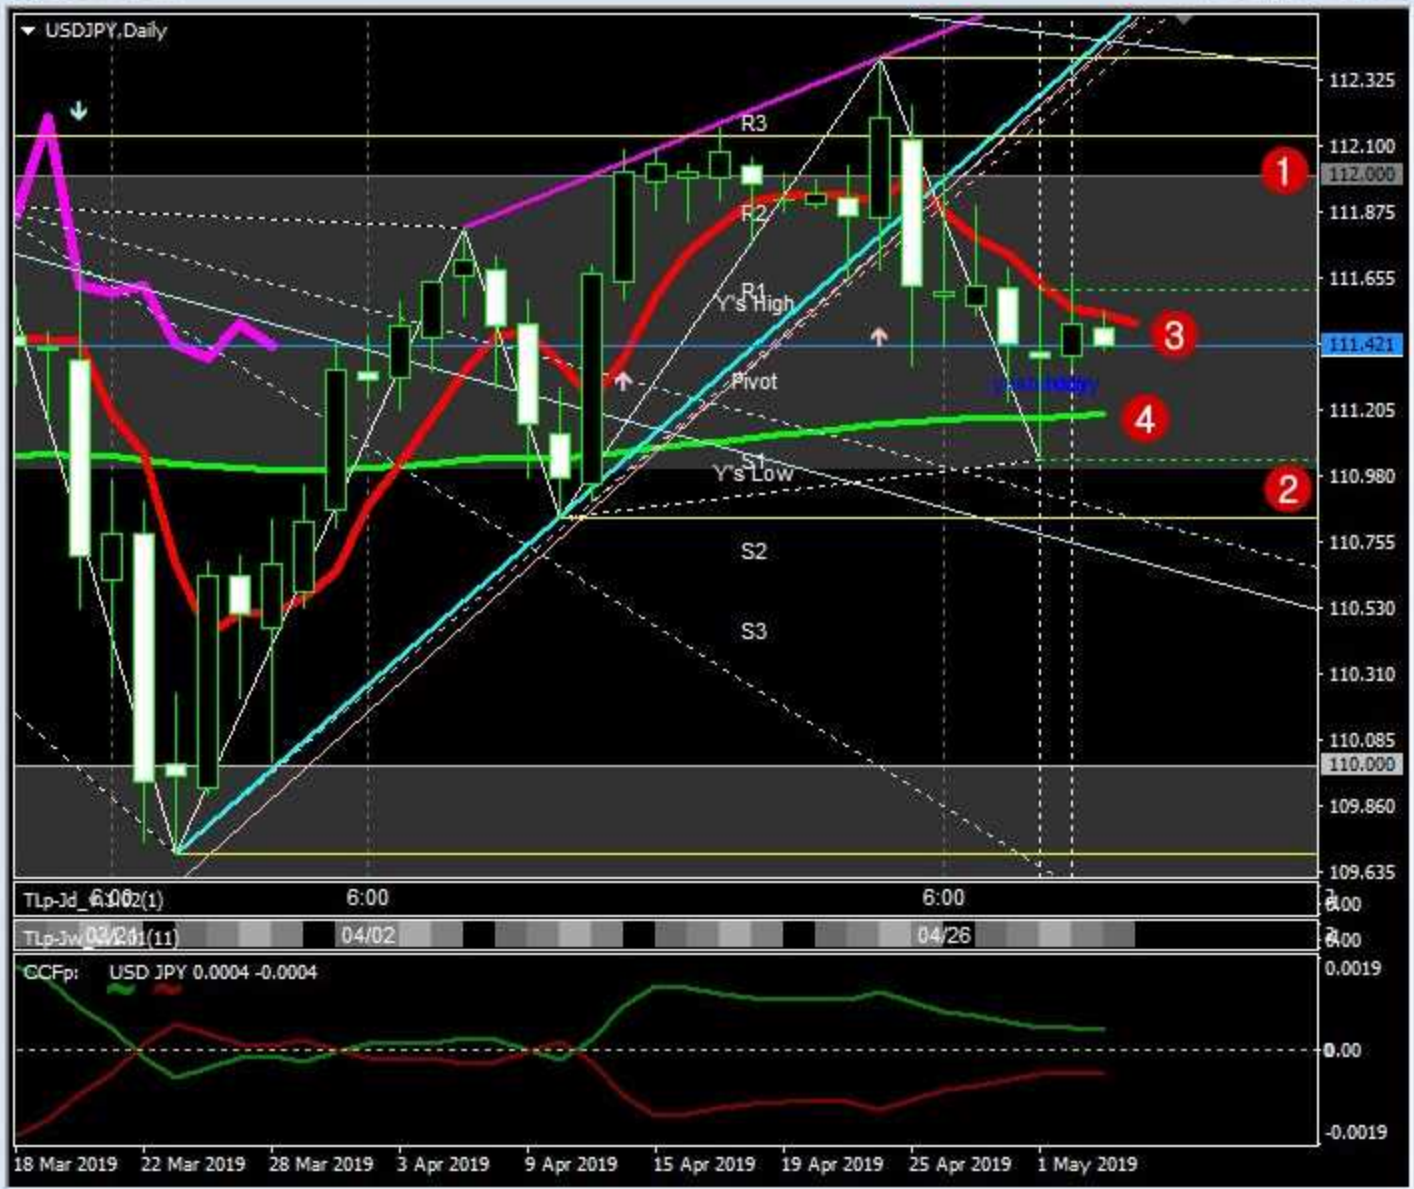 USDJPY,Daily
112.325
R3
112.100
1
112.000
111.875
R2
111.655
R1
Y's High
3
111.421
Pivot
111.205
4
S1
Y's Low
110.980
2
110.755
S2
110.530
S3
110.310
110.085
110.000
109.860
109.635
TLp-Jd_
02(1)
6:00
6:00
6:00
TLp-Jw_
(11)
03/21
04/02
04/26
CCFp: USD JPY 0.0004 -0.0004
0.0019
0.00
-0.0019
18 Mar 2019 22 Mar 2019 28 Mar 2019 3 Apr 2019 9 Apr 2019 15 Apr 2019 19 Apr 2019 25 Apr 2019 1 May 2019